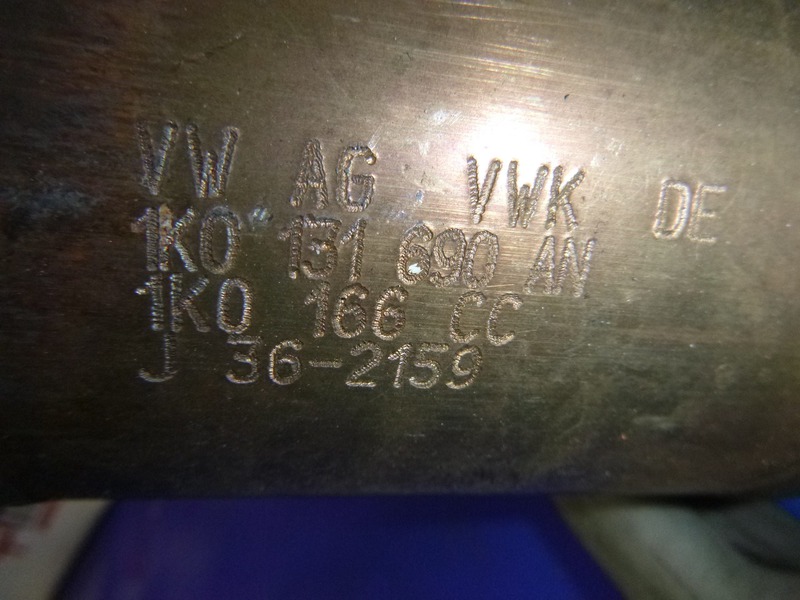 VW AG VWK DE
1K0 131 690 AN
1K0 166 CC
J 36-2159